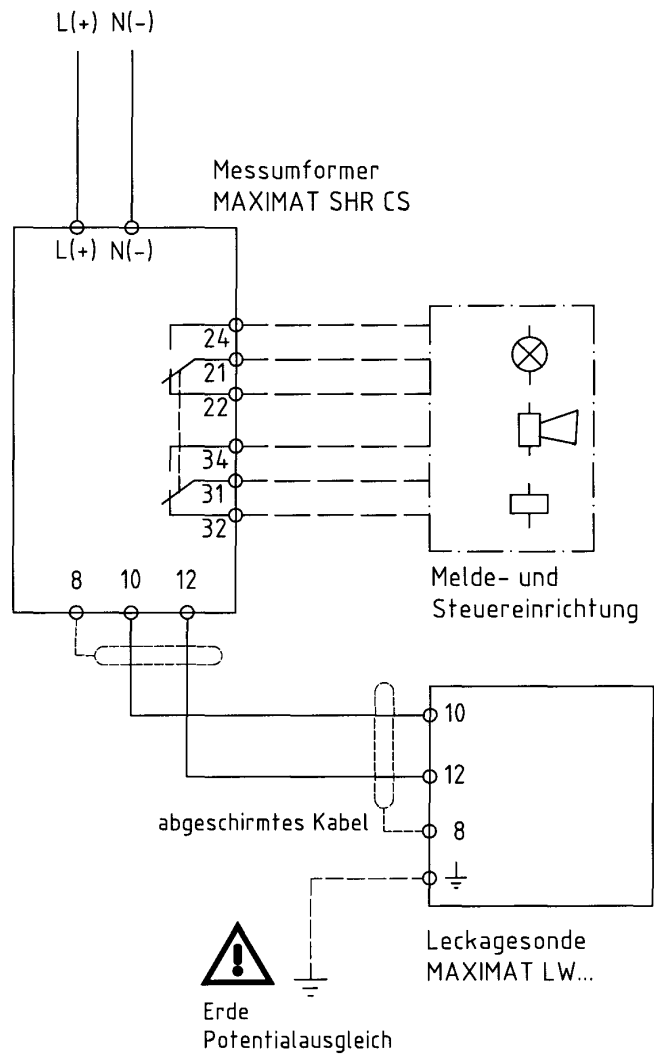 L(+) N(-)
Messumformer
MAXIMAT SHR CS
L(+) N(-)
24
21
22
34
31
32
8 10 12
Melde- und
Steuereinrichtung
10
12
abgeschirmtes Kabel
8
Leckagesonde
MAXIMAT LW...
Erde
Potentialausgleich